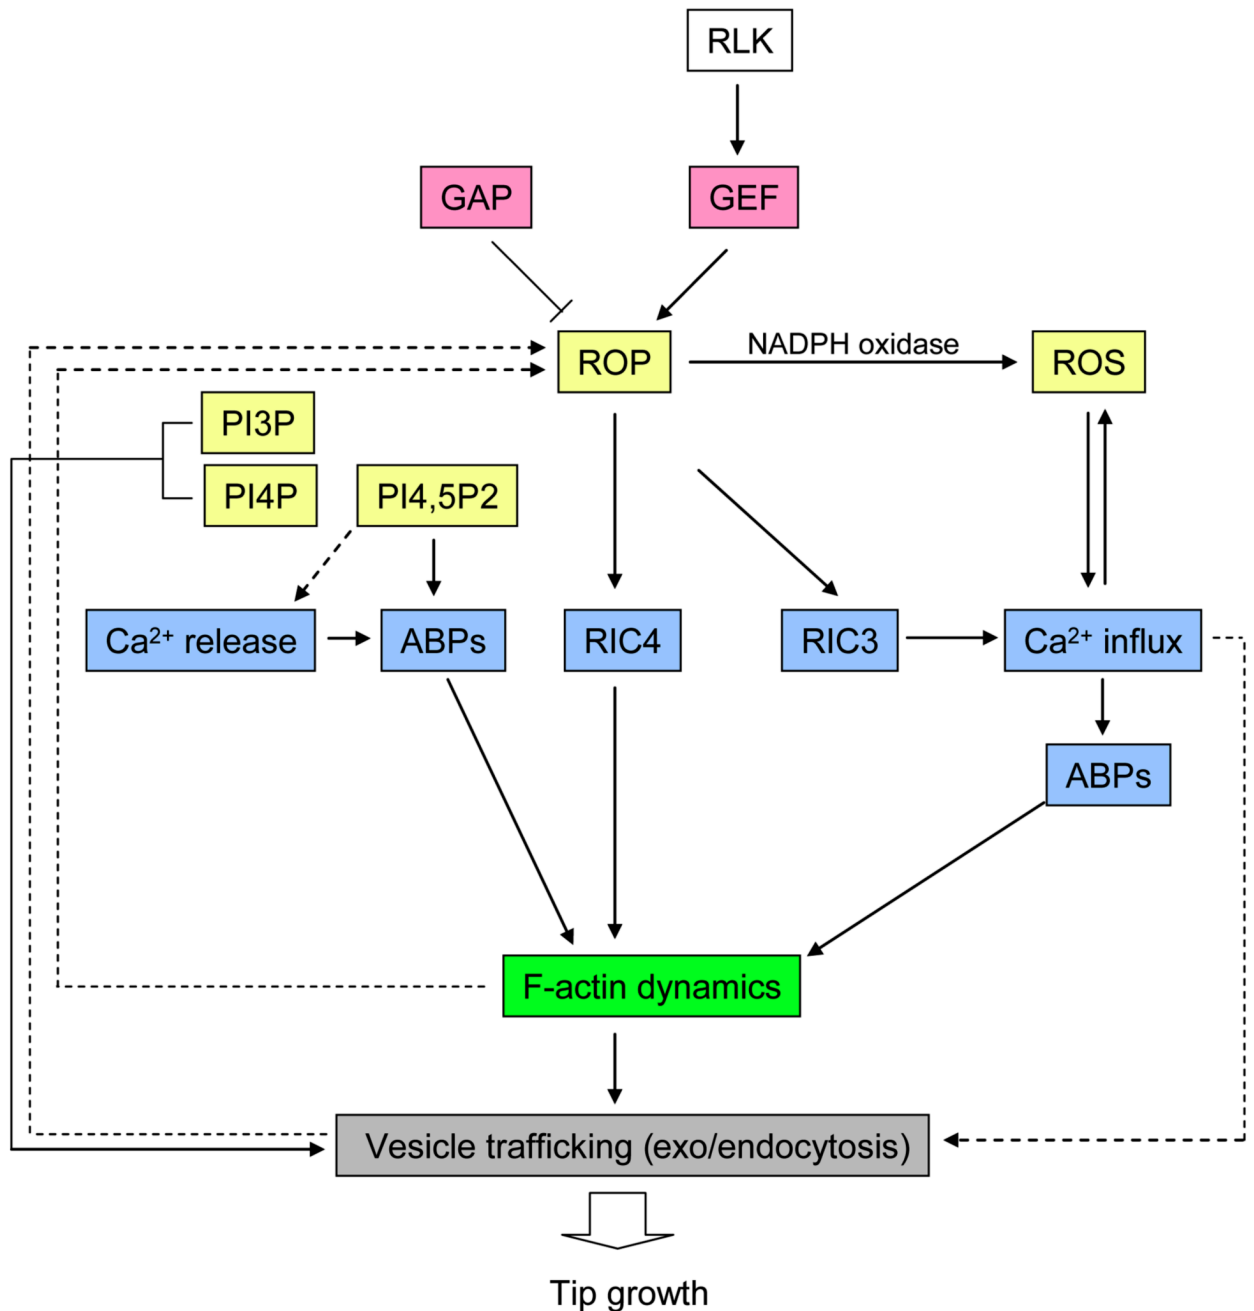 RLK
GAP
GEF
NADPH oxidase
ROP
ROS
PI3P
PI4P
PI4,5P2
Ca²⁺ release
ABPs
RIC4
RIC3
Ca²⁺ influx
ABPs
F-actin dynamics
Vesicle trafficking (exo/endocytosis)
Tip growth